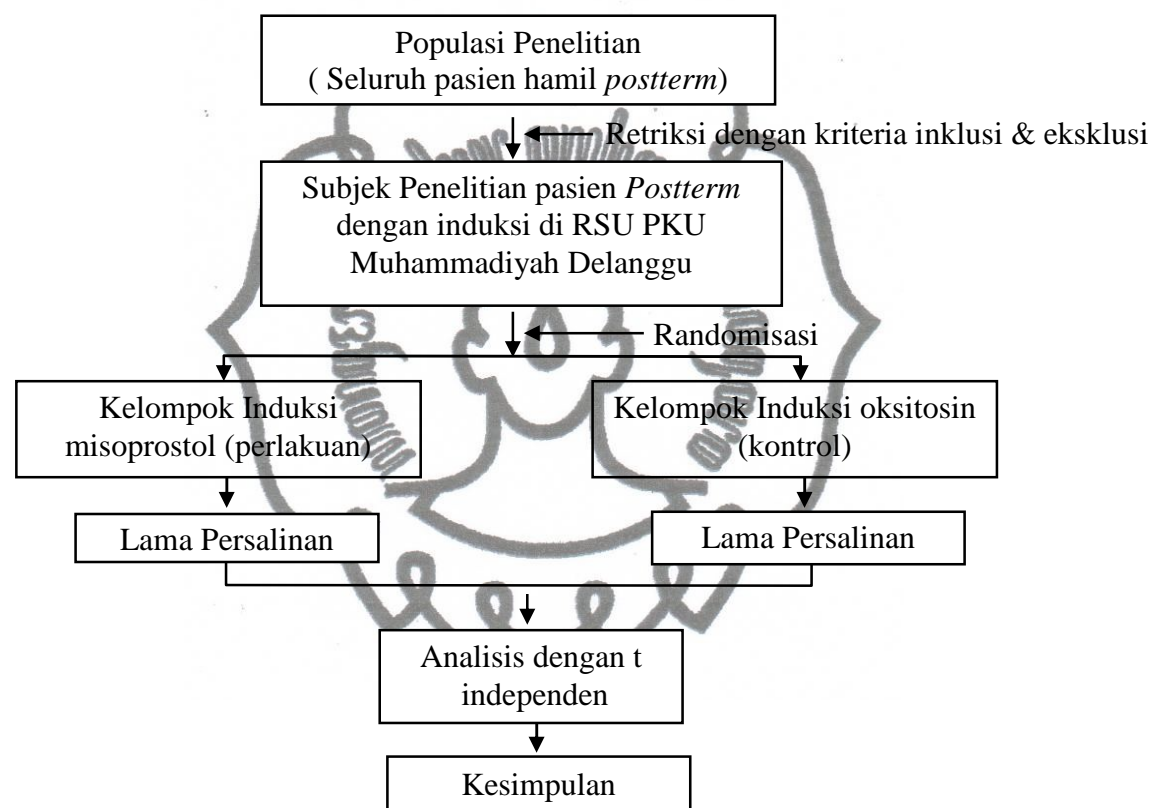 Populasi Penelitian
( Seluruh pasien hamil postterm)
Retriksi dengan kriteria inklusi & eksklusi
Subjek Penelitian pasien Postterm
dengan induksi di RSU PKU
Muhammadiyah Delanggu
Randomisasi
Kelompok Induksi
misoprostol (perlakuan)
Kelompok Induksi oksitosin
(kontrol)
Lama Persalinan
Lama Persalinan
Analisis dengan t
independen
Kesimpulan